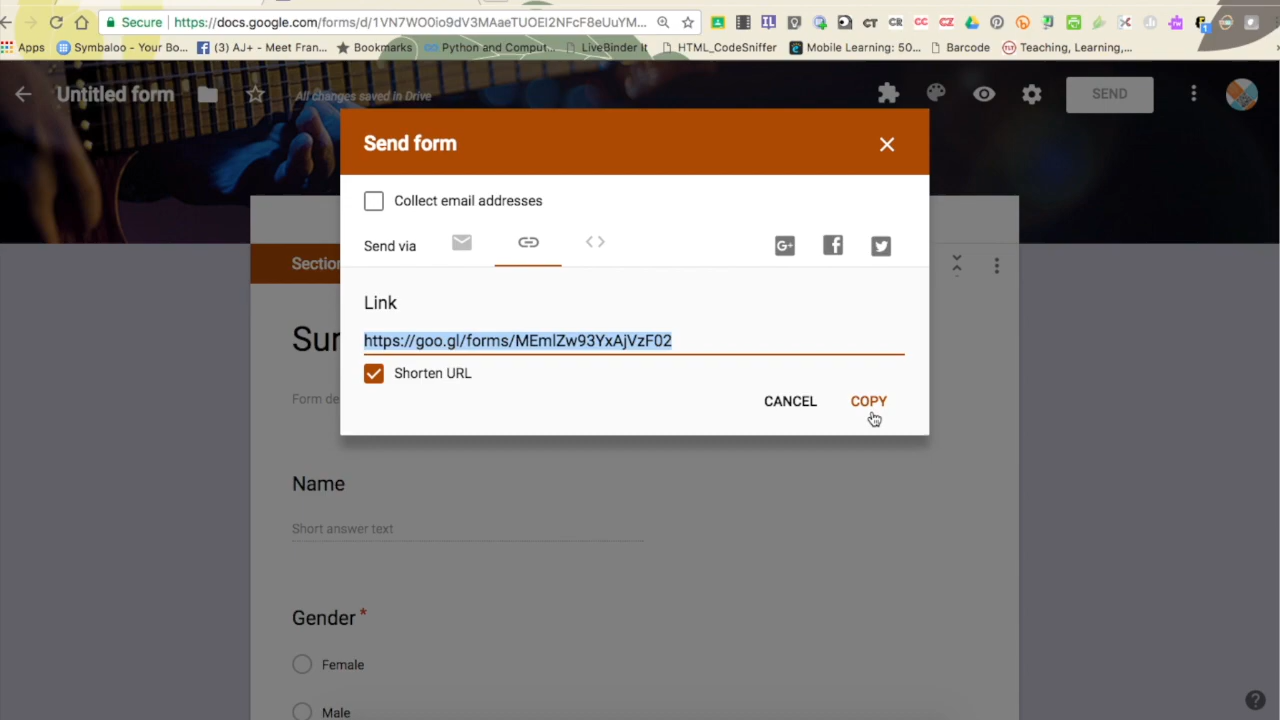 Secure https://docs.google.com/forms/d/1VN7WO0io9dV3MAaeTUOEI2NFcF8eUuYM...
Apps Symbaloo - Your Bo... (3) AJ+ - Meet Fran... Bookmarks Python and Comput... LiveBinder It HTML_CodeSniffer Mobile Learning: 50... Barcode Teaching, Learning,...
Untitled form All changes saved in Drive SEND
Send form
Collect email addresses
Send via
Section
Link
Sur
https://goo.gl/forms/MEmlZw93YxAjVzF02
Shorten URL
Form de
CANCEL COPY
Name
Short answer text
Gender *
Female
Male